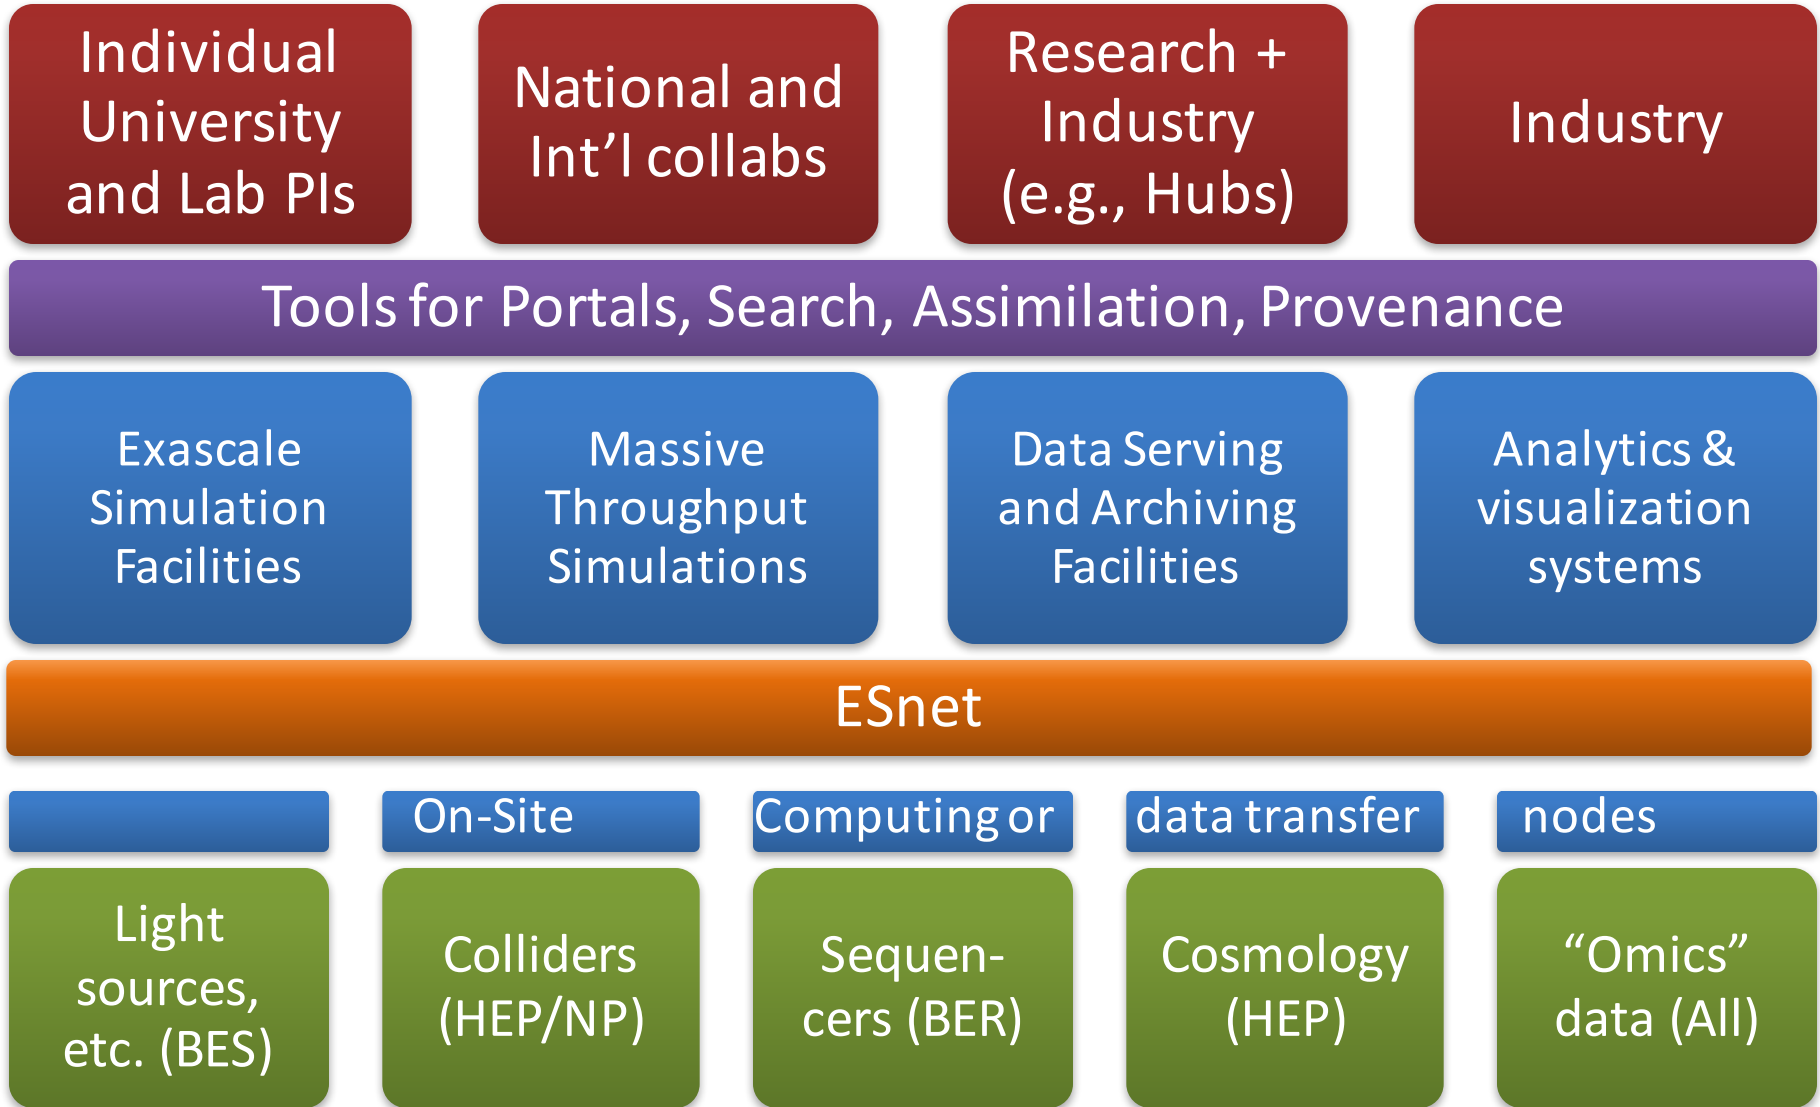 Individual
University
and Lab PIs
National and
Int’l collabs
Research +
Industry
(e.g., Hubs)
Industry
Tools for Portals, Search, Assimilation, Provenance
Exascale
Simulation
Facilities
Massive
Throughput
Simulations
Data Serving
and Archiving
Facilities
Analytics &
visualization
systems
ESnet
On-Site Computing or data transfer nodes
Light
sources,
etc. (BES)
Colliders
(HEP/NP)
Sequen-
cers (BER)
Cosmology
(HEP)
“Omics”
data (All)